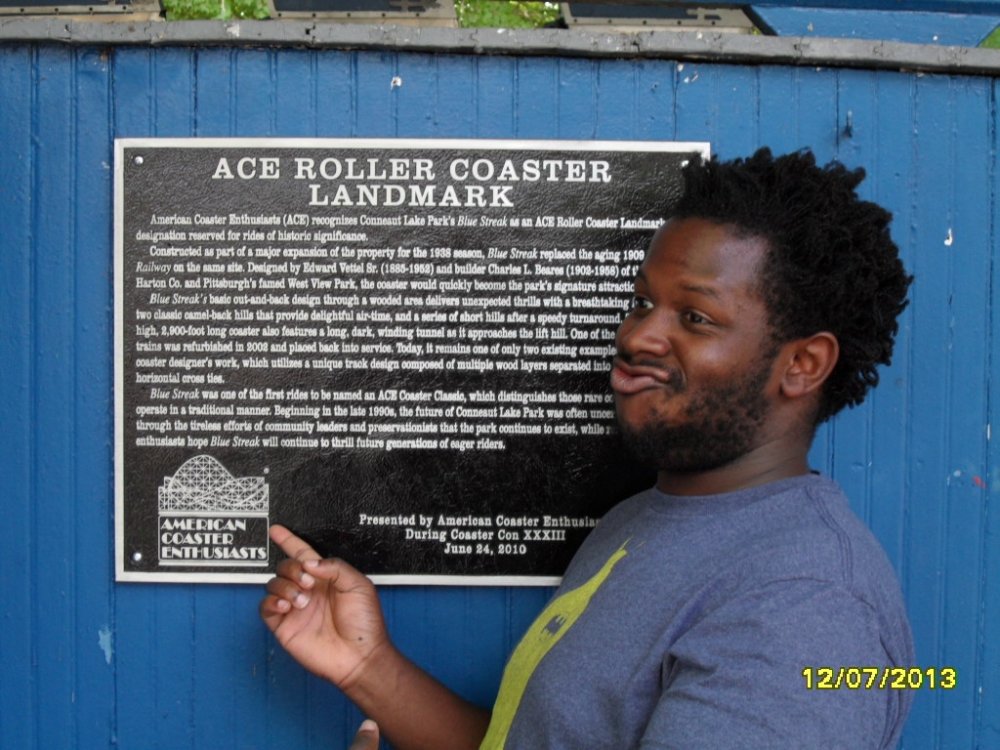 ACE ROLLER COASTER
LANDMARK
American Coaster Enthusiasts (ACE) recognizes Conneaut Lake Park's Blue Streak as an ACE Roller Coaster Landmark
designation reserved for rides of historic significance.
Constructed as part of a major expansion of the property for the 1938 season, Blue Streak replaced the aging 1909
Railway on the same site. Designed by Edward Vettel Sr. (1885-1952) and builder Charles L. Beares (1902-1958) of
Harton Co. and Pittsburgh's famed West View Park, the coaster would quickly become the park's signature
Blue Streak's basic out-and-back design through a wooded area delivers unexpected thrills with a breathtaking
two classic camel-back hills that provide delightful air-time, and a series of short hills after a speedy turnaround.
high, 2,900-foot long coaster also features a long, dark, winding tunnel as it approaches the lift hill. One of the
trains was refurbished in 2002 and placed back into service. Today, it remains one of only two existing
coaster designer's work, which utilizes a unique track design composed of multiple wood layers separated into
horizontal cross ties.
Blue Streak was one of the first rides to be named an ACE Coaster Classic, which distinguishes those rare
operate in a traditional manner. Beginning in the late 1990s, the future of Conneaut Lake Park was often
through the tireless efforts of community leaders and preservationists that the park continues to exist, while
enthusiasts hope Blue Streak will continue to thrill future generations of eager riders.
AMERICAN
COASTER
ENTHUSIASTS
Presented by American Coaster
During Coaster Con XXXIII
June 24, 2010
12/07/2013